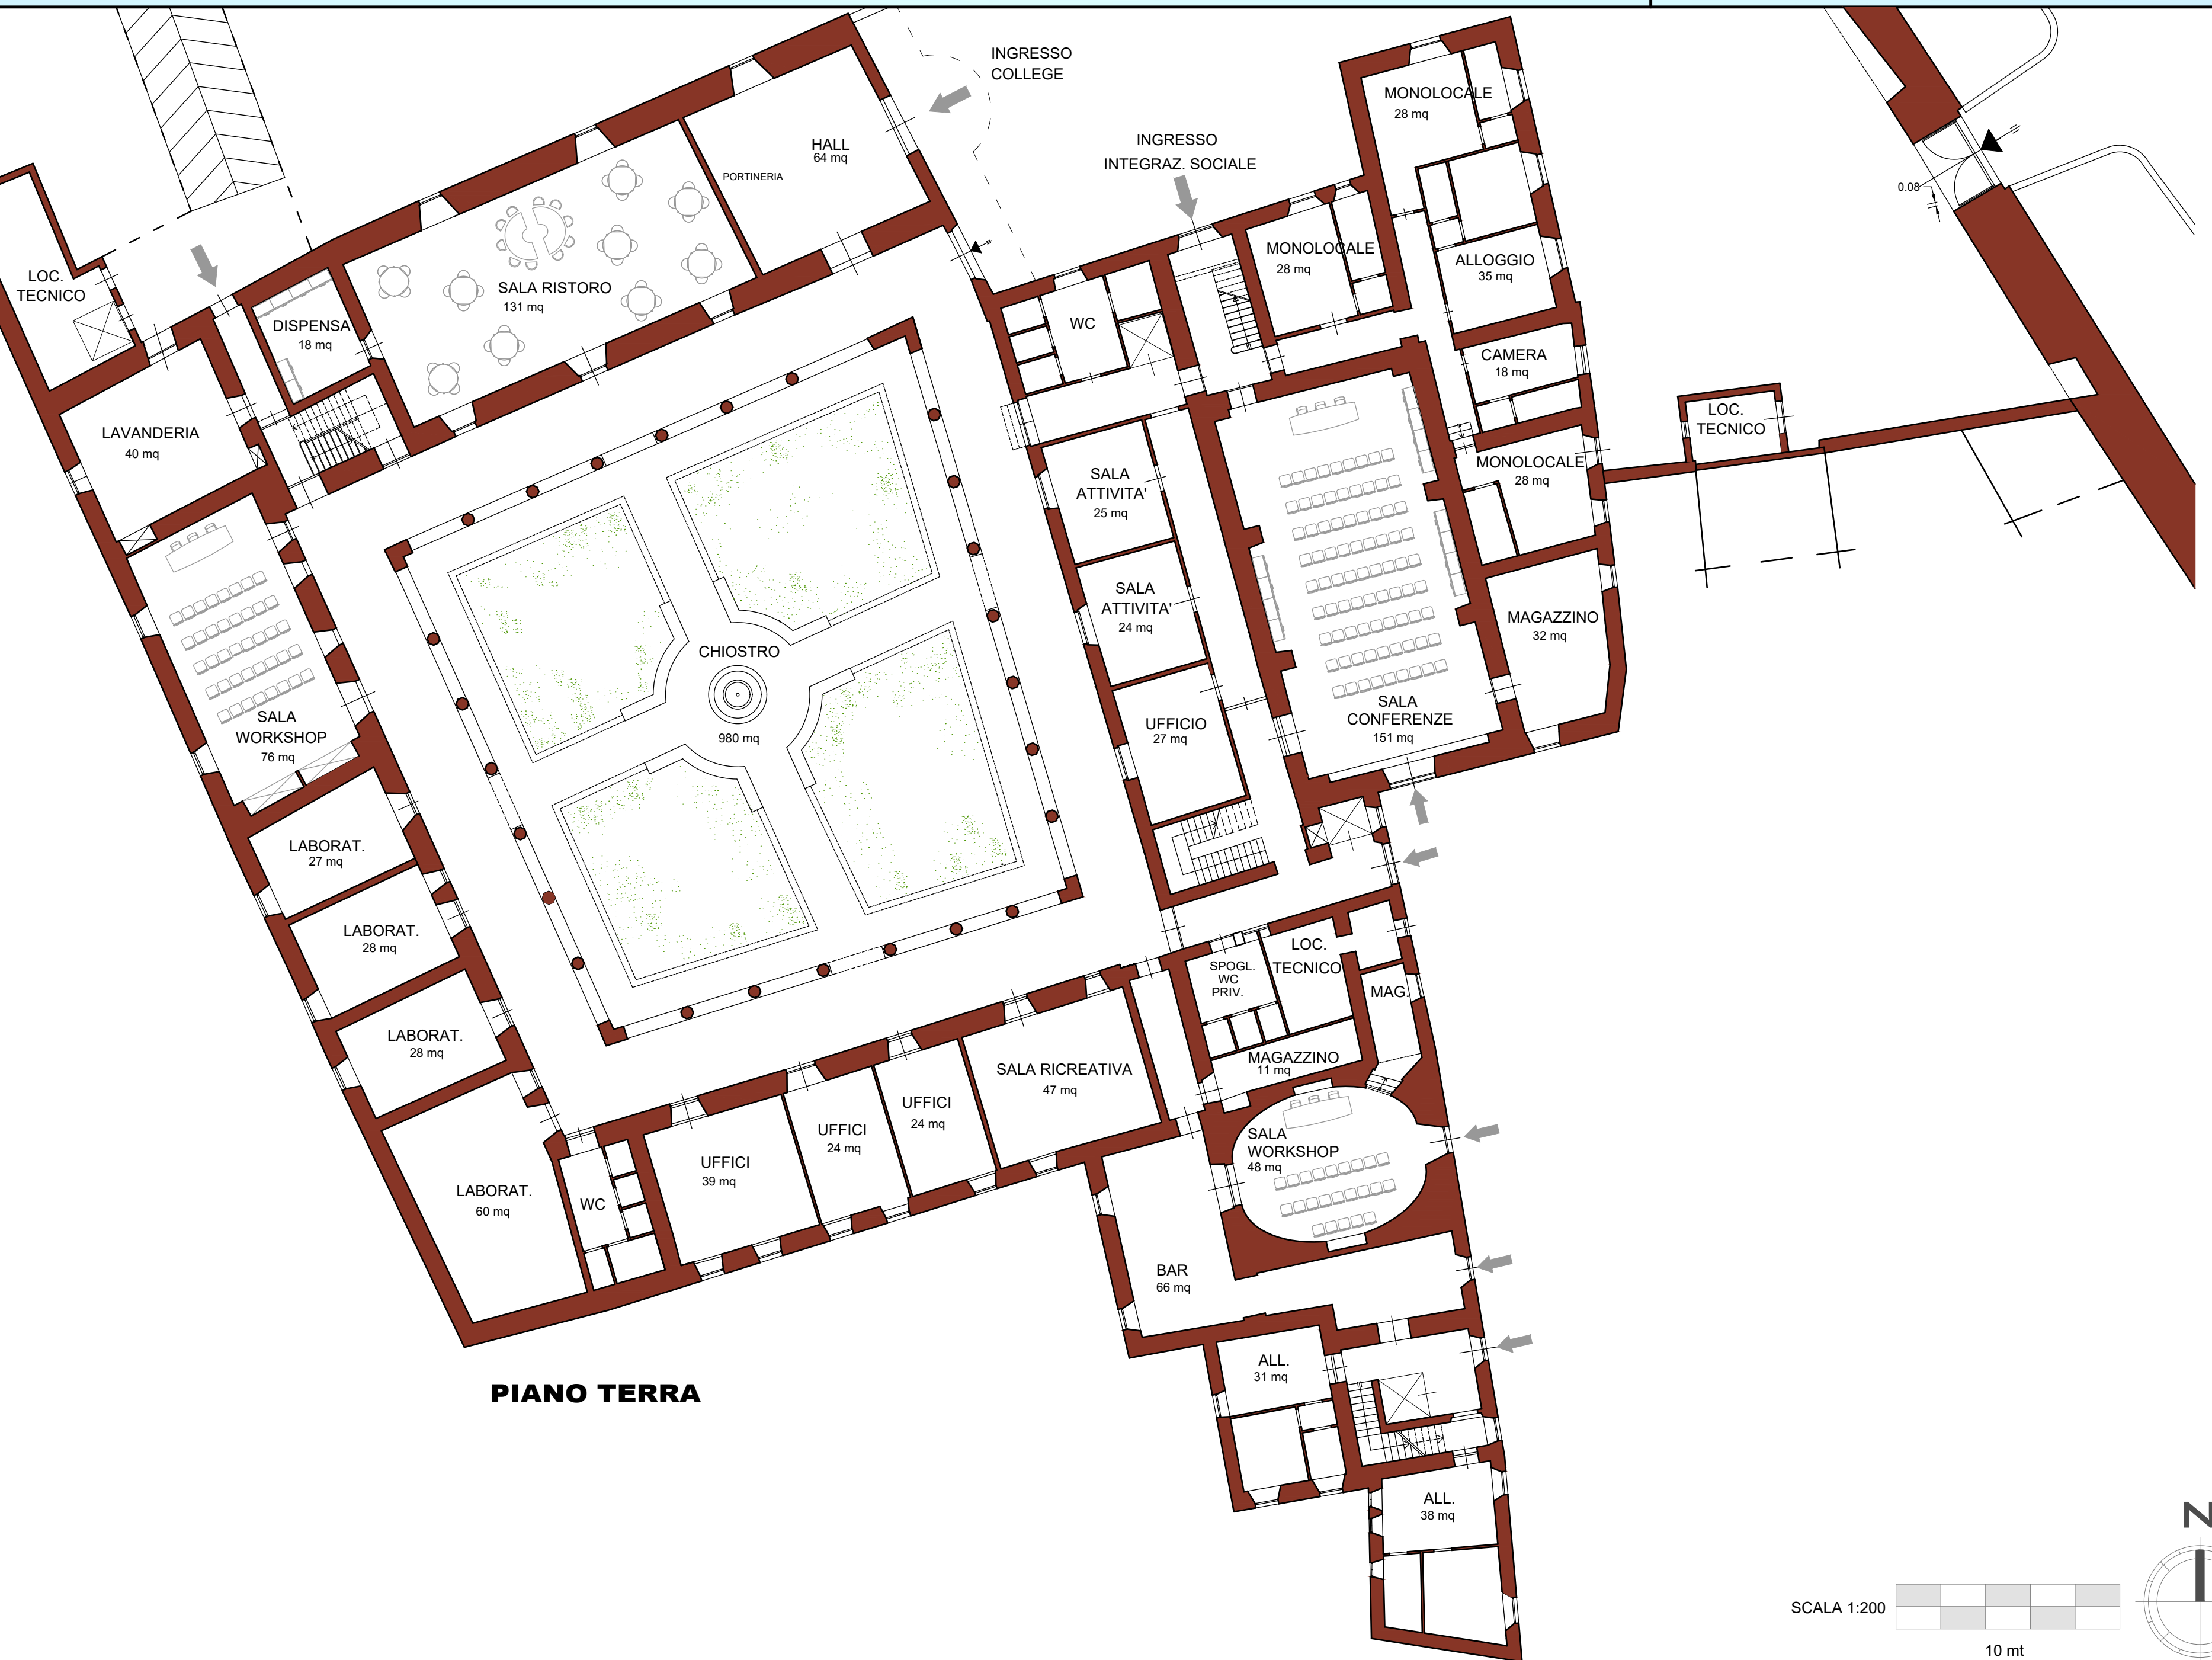 INGRESSO
COLLEGE
HALL
64 mq
PORTINERIA
INGRESSO
INTEGRAZ. SOCIALE
MONOLOCALE
28 mq
0.08
LOC.
TECNICO
SALA RISTORO
131 mq
DISPENSA
18 mq
WC
MONOLOCALE
28 mq
ALLOGGIO
35 mq
CAMERA
18 mq
LAVANDERIA
40 mq
LOC.
TECNICO
SALA
ATTIVITA'
25 mq
MONOLOCALE
28 mq
SALA
ATTIVITA'
24 mq
MAGAZZINO
32 mq
CHIOSTRO
980 mq
SALA
WORKSHOP
76 mq
UFFICIO
27 mq
SALA
CONFERENZE
151 mq
LABORAT.
27 mq
LABORAT.
28 mq
LABORAT.
28 mq
SPOGL.
WC
PRIV.
LOC.
TECNICO
MAG.
MAGAZZINO
11 mq
SALA RICREATIVA
47 mq
UFFICI
24 mq
UFFICI
24 mq
UFFICI
39 mq
SALA
WORKSHOP
48 mq
LABORAT.
60 mq
WC
BAR
66 mq
ALL.
31 mq
PIANO TERRA
ALL.
38 mq
N
SCALA 1:200
10 mt